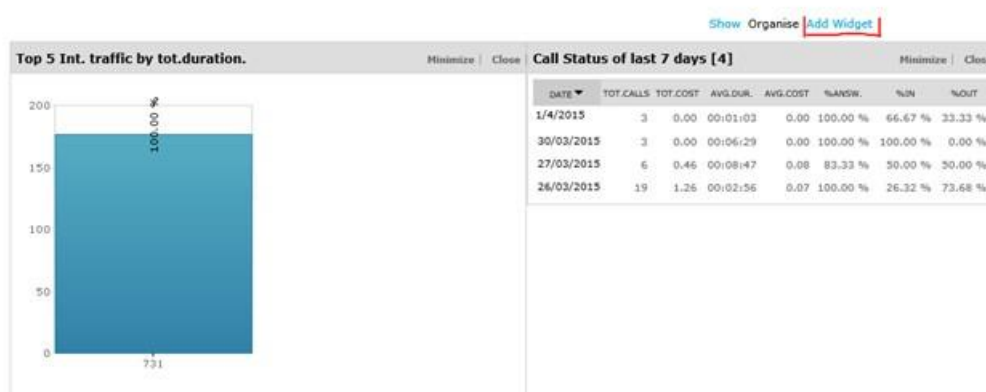 Show Organise Add Widget
Top 5 Int. traffic by tot.duration. Minimize | Close
200
150
100
50
0
100.00 %
731
Call Status of last 7 days [4] Minimize | Clos
DATE TOT.CALLS TOT.COST AVG.DUR. AVG.COST %ANSW. %IN %OUT
1/4/2015 3 0.00 00:01:03 0.00 100.00 % 66.67 % 33.33 %
30/03/2015 3 0.00 00:06:29 0.00 100.00 % 100.00 % 0.00 %
27/03/2015 6 0.46 00:08:47 0.08 83.33 % 50.00 % 50.00 %
26/03/2015 19 1.26 00:02:56 0.07 100.00 % 26.32 % 73.68 %